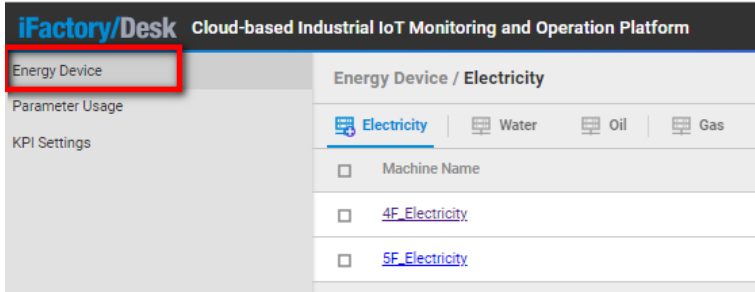 iFactory/Desk Cloud-based Industrial IoT Monitoring and Operation Platform
Energy Device
Parameter Usage
KPI Settings
Energy Device / Electricity
Electricity Water Oil Gas
Machine Name
4F_Electricity
5F_Electricity